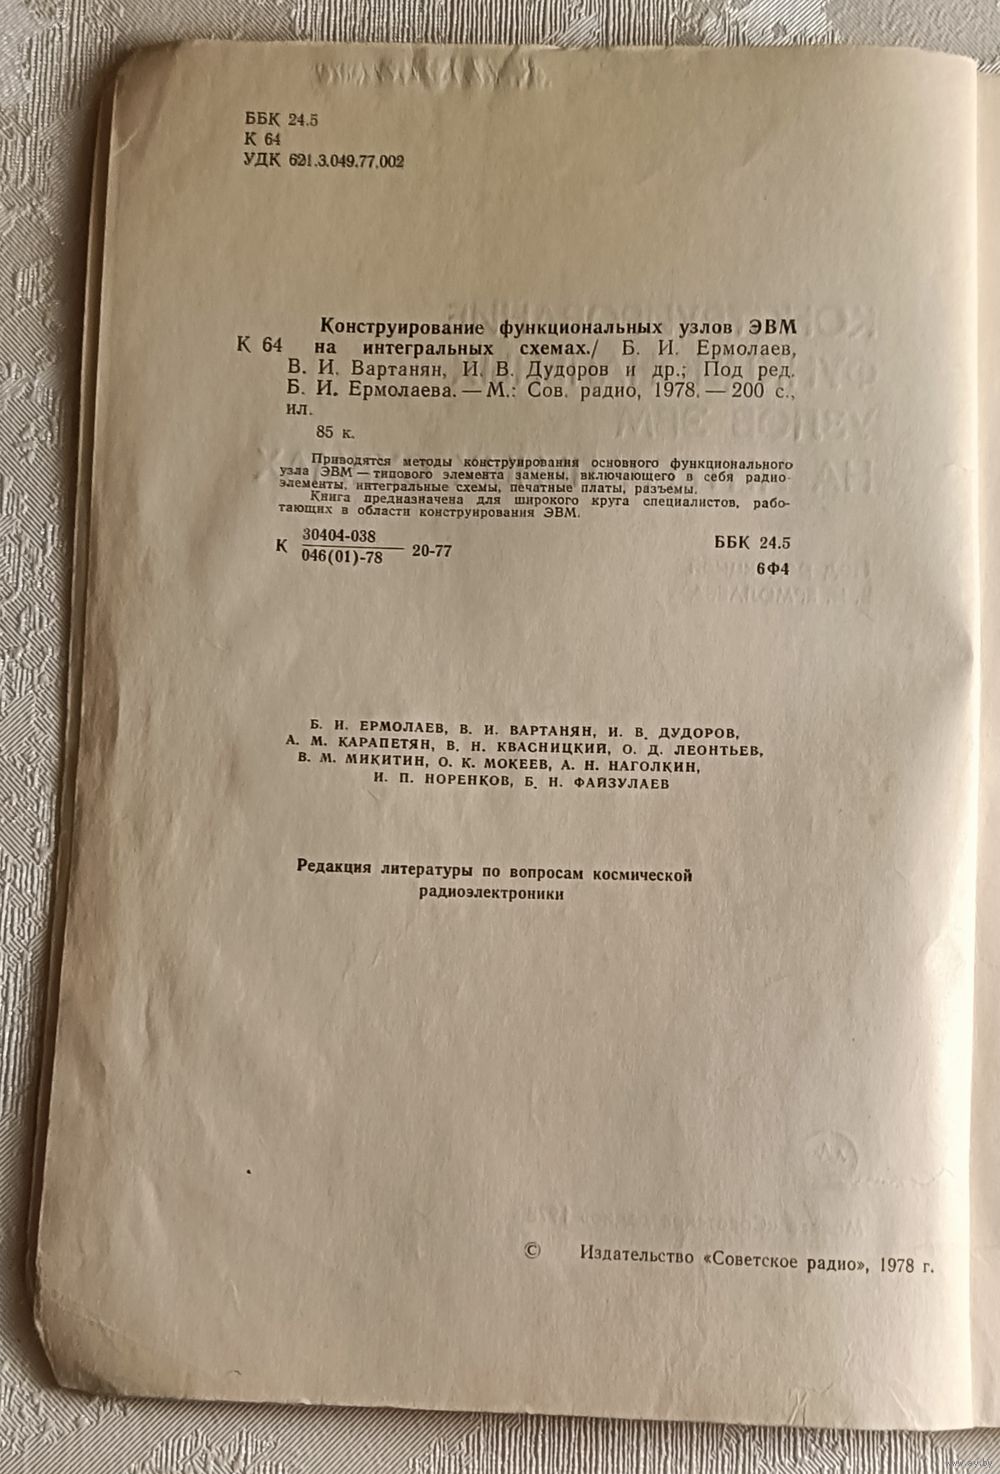 ББК 24.5
К 64
УДК 621.3.049.77.002
Конструирование функциональных узлов ЭВМ
К 64 на интегральных схемах./ Б. И. Ермолаев,
В. И. Вартанян, И. В. Дудоров и др.; Под ред.
Б. И. Ермолаева. — М.: Сов. радио, 1978. — 200 с.,
ил.
85 к.
Приводятся методы конструирования основного функционального
узла ЭВМ — типового элемента замены, включающего в себя радио-
элементы, интегральные схемы, печатные платы, разъемы.
Книга предназначена для широкого круга специалистов, рабо-
тающих в области конструирования ЭВМ.
К 30404-038
046(01)-78 20-77
ББК 24.5
6Ф4
Б. И. ЕРМОЛАЕВ, В. И. ВАРТАНЯН, И. В. ДУДОРОВ,
А. М. КАРАПЕТЯН, В. Н. КВАСНИЦКИЙ, О. Д. ЛЕОНТЬЕВ,
В. М. МИКИТИН, О. К. МОКЕЕВ, А. Н. НАГОЛКИН,
И. П. НОРЕНКОВ, Б. Н. ФАЙЗУЛАЕВ
Редакция литературы по вопросам космической
радиоэлектроники
© Издательство «Советское радио», 1978 г.
www.ay.by